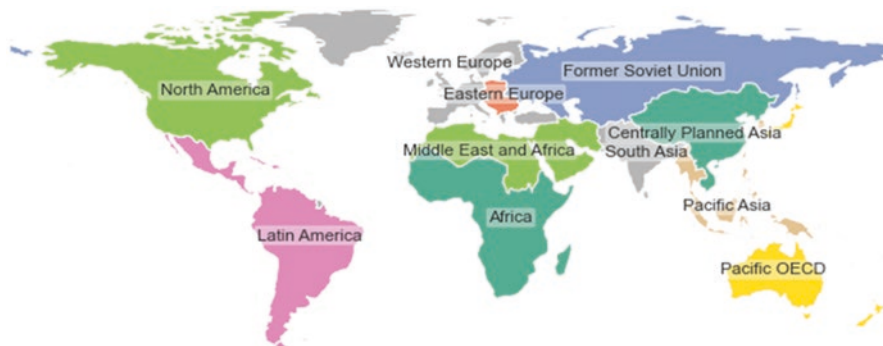 Western Europe
Former Soviet Union
North America
Eastern Europe
Centrally Planned Asia
Middle East and Africa
South Asia
Pacific Asia
Africa
Latin America
Pacific OECD